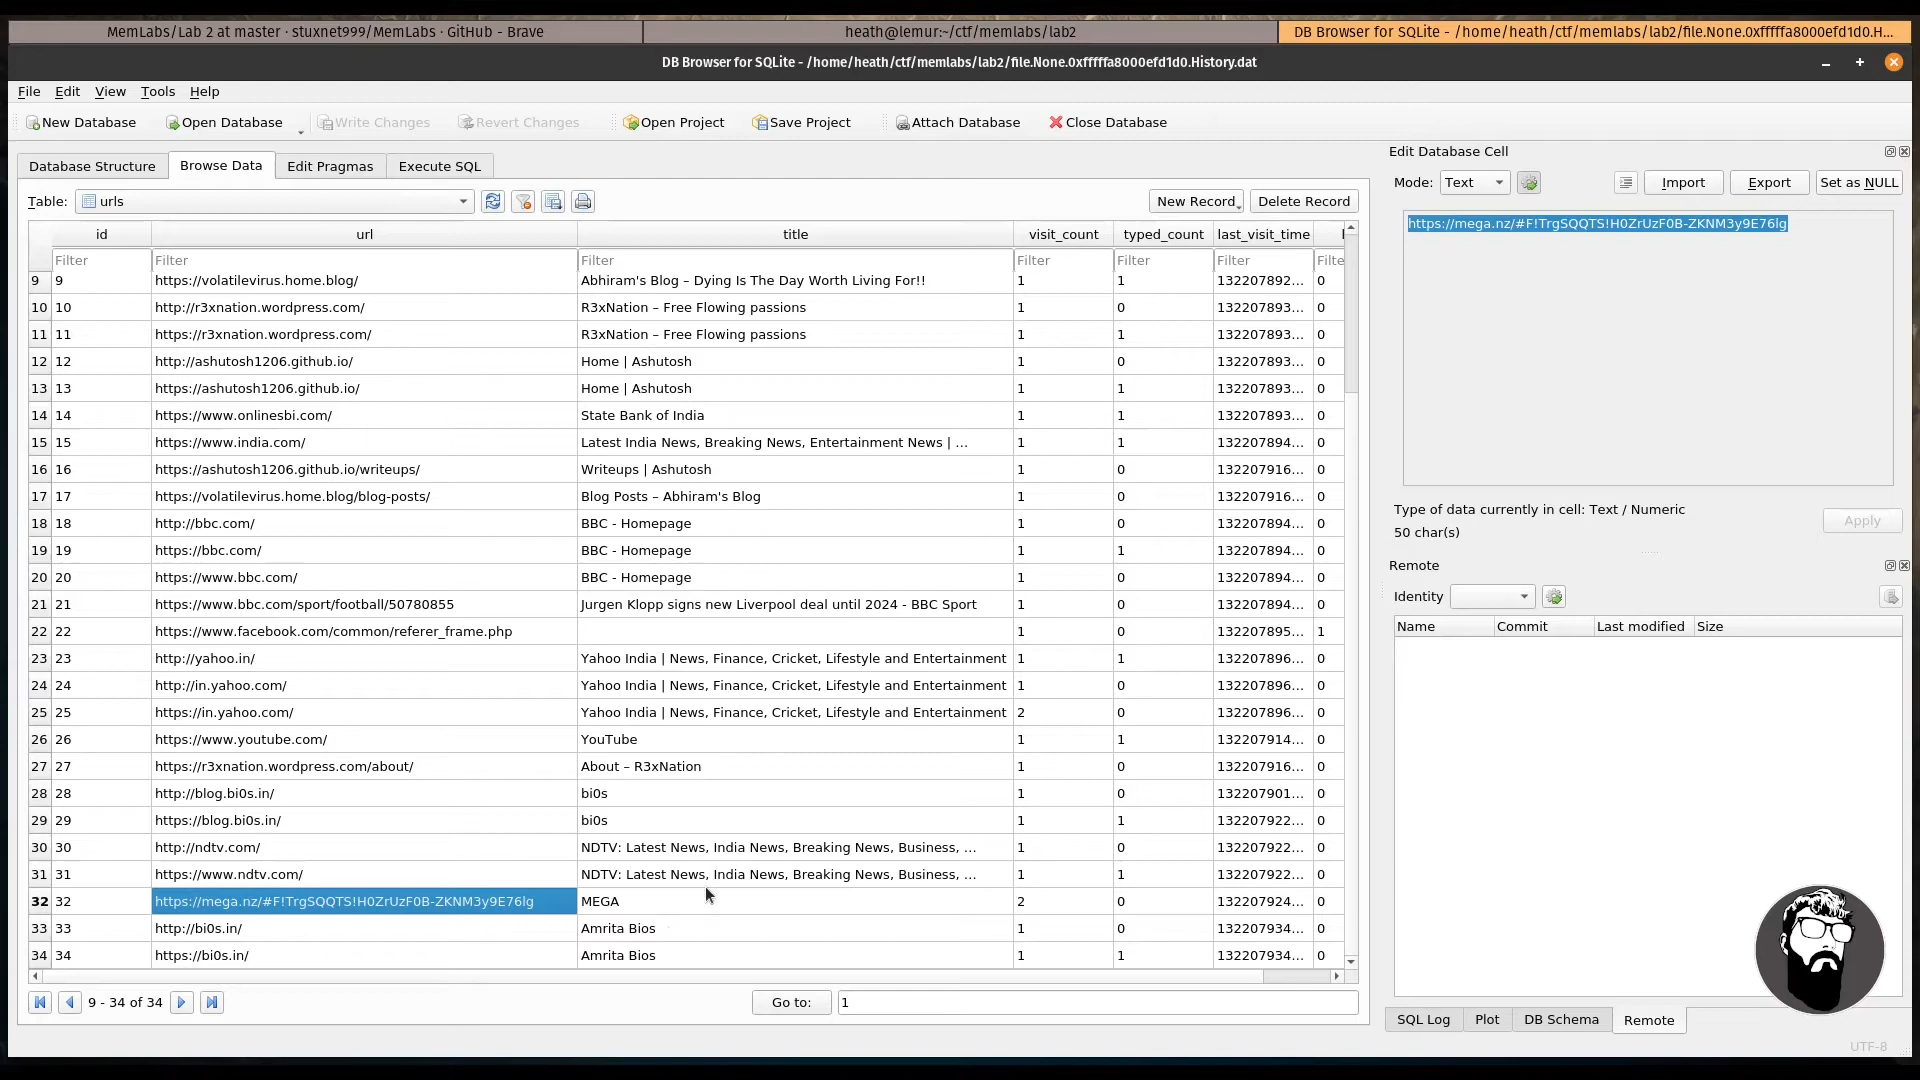 MemLabs/Lab 2 at master · stuxnet999/MemLabs · GitHub - Brave
heath@lemur:~/ctf/memlabs/lab2
DB Browser for SQLite - /home/heath/ctf/memlabs/lab2/file.None.0xfffffa8000efd1d0.H...
DB Browser for SQLite - /home/heath/ctf/memlabs/lab2/file.None.0xfffffa8000efd1d0.History.dat
File Edit View Tools Help
New Database Open Database Write Changes Revert Changes Open Project Save Project Attach Database Close Database
Database Structure Browse Data Edit Pragmas Execute SQL
Table: urls New Record Delete Record
id url title visit_count typed_count last_visit_time
Filter Filter Filter Filter Filter Filter Filte
9 9 https://volatilevirus.home.blog/ Abhiram's Blog – Dying Is The Day Worth Living For!! 1 1 132207892... 0
10 10 http://r3xnation.wordpress.com/ R3xNation – Free Flowing passions 1 0 132207893... 0
11 11 https://r3xnation.wordpress.com/ R3xNation – Free Flowing passions 1 1 132207893... 0
12 12 http://ashutosh1206.github.io/ Home | Ashutosh 1 0 132207893... 0
13 13 https://ashutosh1206.github.io/ Home | Ashutosh 1 1 132207893... 0
14 14 https://www.onlinesbi.com/ State Bank of India 1 1 132207893... 0
15 15 https://www.india.com/ Latest India News, Breaking News, Entertainment News | ... 1 1 132207894... 0
16 16 https://ashutosh1206.github.io/writeups/ Writeups | Ashutosh 1 0 132207916... 0
17 17 https://volatilevirus.home.blog/blog-posts/ Blog Posts – Abhiram's Blog 1 0 132207916... 0
18 18 http://bbc.com/ BBC - Homepage 1 0 132207894... 0
19 19 https://bbc.com/ BBC - Homepage 1 1 132207894... 0
20 20 https://www.bbc.com/ BBC - Homepage 1 0 132207894... 0
21 21 https://www.bbc.com/sport/football/50780855 Jurgen Klopp signs new Liverpool deal until 2024 - BBC Sport 1 0 132207894... 0
22 22 https://www.facebook.com/common/referer_frame.php 1 0 132207895... 1
23 23 http://yahoo.in/ Yahoo India | News, Finance, Cricket, Lifestyle and Entertainment 1 1 132207896... 0
24 24 http://in.yahoo.com/ Yahoo India | News, Finance, Cricket, Lifestyle and Entertainment 1 0 132207896... 0
25 25 https://in.yahoo.com/ Yahoo India | News, Finance, Cricket, Lifestyle and Entertainment 2 0 132207896... 0
26 26 https://www.youtube.com/ YouTube 1 1 132207914... 0
27 27 https://r3xnation.wordpress.com/about/ About – R3xNation 1 0 132207916... 0
28 28 http://blog.bi0s.in/ bi0s 1 0 132207901... 0
29 29 https://blog.bi0s.in/ bi0s 1 1 132207922... 0
30 30 http://ndtv.com/ NDTV: Latest News, India News, Breaking News, Business, ... 1 0 132207922... 0
31 31 https://www.ndtv.com/ NDTV: Latest News, India News, Breaking News, Business, ... 1 1 132207922... 0
32 32 https://mega.nz/#F!TrgSQQTS!H0ZrUzF0B-ZKNM3y9E76lg MEGA 2 0 132207924... 0
33 33 http://bi0s.in/ Amrita Bios 1 0 132207934... 0
34 34 https://bi0s.in/ Amrita Bios 1 1 132207934... 0
9 - 34 of 34 Go to: 1
Edit Database Cell
Mode: Text Import Export Set as NULL
https://mega.nz/#F!TrgSQQTS!H0ZrUzF0B-ZKNM3y9E76lg
Type of data currently in cell: Text / Numeric
50 char(s)
Apply
Remote
Identity
Name Commit Last modified Size
SQL Log Plot DB Schema Remote
UTF-8